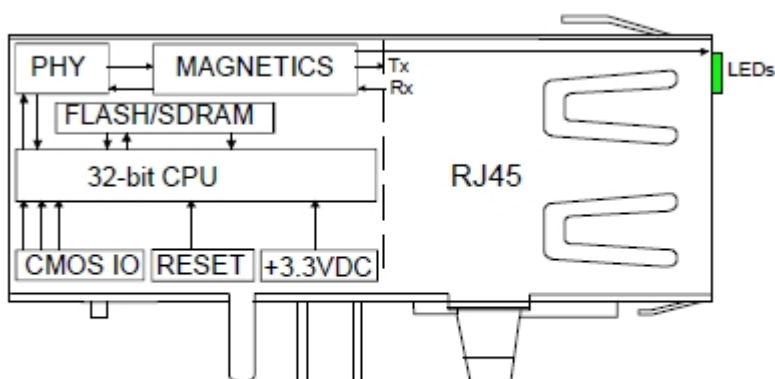 PHY
MAGNETICS
Tx
Rx
LEDs
FLASH/SDRAM
32-bit CPU
RJ45
CMOS IO
RESET
+3.3VDC